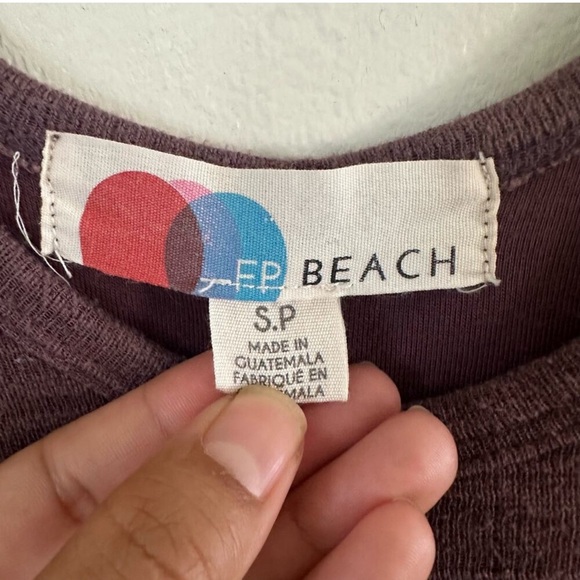 FP BEACH
S.P
MADE IN
GUATEMALA
FABRIQUÉ EN